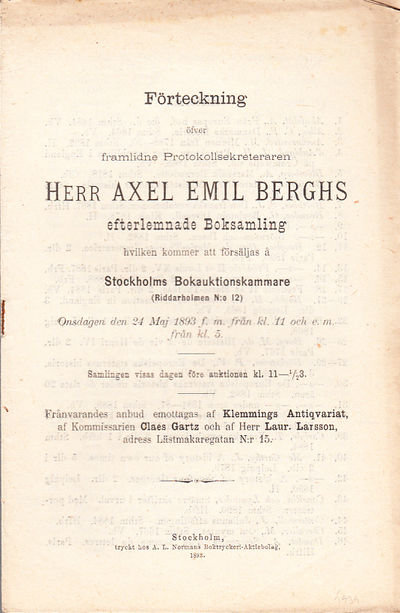 Förteckning
öfver
framlidne Protokollsekreteraren
HERR AXEL EMIL BERGHS
efterlemnade Boksamling
hvilken kommer att försäljas å
Stockholms Bokauktionskammare
(Riddarholmen N:o 12)
Onsdagen den 24 Maj 1893 f. m. från kl. 11 och e. m.
från kl. 5.
Samlingen visas dagen före auktionen kl. 11—1/23.
Frånvarandes anbud emottagas af Klemmings Antiqvariat,
af Kommissarien Claes Gartz och af Herr Laur. Larsson,
adress Lästmakaregatan N:r 15.
Stockholm,
tryckt hos A. L. Normans Boktryckeri-Aktiebolag,
1893.